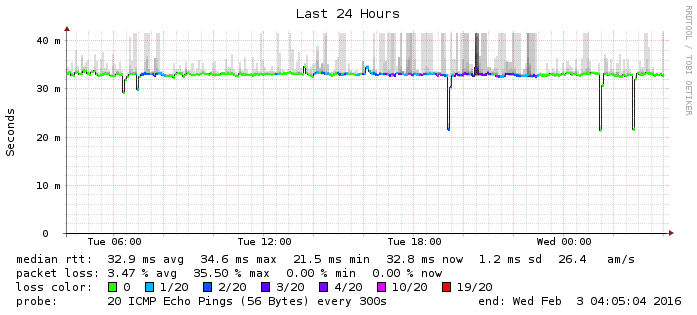 Last 24 Hours
RRDTOOL / TOBI OETIKER
Seconds
40 m
30 m
20 m
10 m
0
Tue 06:00 Tue 12:00 Tue 18:00 Wed 00:00
median rtt: 32.9 ms avg 34.6 ms max 21.5 ms min 32.8 ms now 1.2 ms sd 26.4 am/s
packet loss: 3.47 % avg 35.50 % max 0.00 % min 0.00 % now
loss color: 0 1/20 2/20 3/20 4/20 10/20 19/20
probe: 20 ICMP Echo Pings (56 Bytes) every 300s end: Wed Feb 3 04:05:04 2016